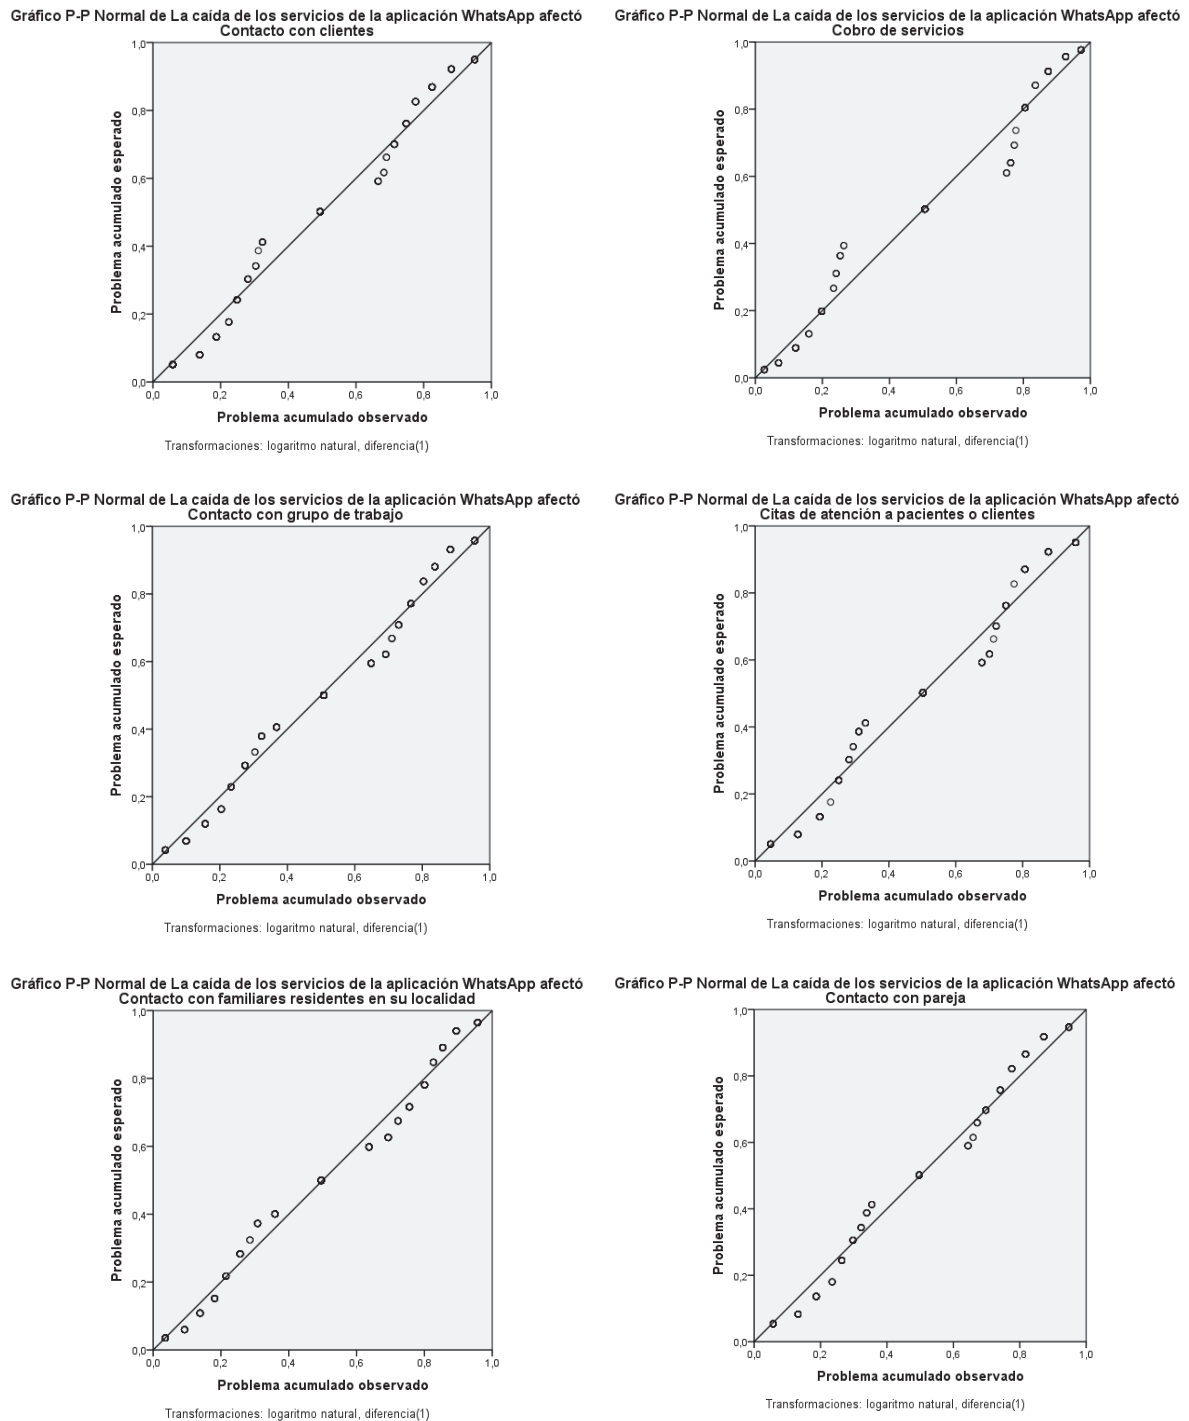 Gráfico P-P Normal de La caída de los servicios de la aplicación WhatsApp afectó
Contacto con clientes
1,0
0,8
0,6
0,4
0,2
0,0
Problema acumulado esperado
0,0 0,2 0,4 0,6 0,8 1,0
Problema acumulado observado
Transformaciones: logaritmo natural, diferencia(1)
Gráfico P-P Normal de La caída de los servicios de la aplicación WhatsApp afectó
Cobro de servicios
1,0
0,8
0,6
0,4
0,2
0,0
Problema acumulado esperado
0,0 0,2 0,4 0,6 0,8 1,0
Problema acumulado observado
Transformaciones: logaritmo natural, diferencia(1)
Gráfico P-P Normal de La caída de los servicios de la aplicación WhatsApp afectó
Contacto con grupo de trabajo
1,0
0,8
0,6
0,4
0,2
0,0
Problema acumulado esperado
0,0 0,2 0,4 0,6 0,8 1,0
Problema acumulado observado
Transformaciones: logaritmo natural, diferencia(1)
Gráfico P-P Normal de La caída de los servicios de la aplicación WhatsApp afectó
Citas de atención a pacientes o clientes
1,0
0,8
0,6
0,4
0,2
0,0
Problema acumulado esperado
0,0 0,2 0,4 0,6 0,8 1,0
Problema acumulado observado
Transformaciones: logaritmo natural, diferencia(1)
Gráfico P-P Normal de La caída de los servicios de la aplicación WhatsApp afectó
Contacto con familiares residentes en su localidad
1,0
0,8
0,6
0,4
0,2
0,0
Problema acumulado esperado
0,0 0,2 0,4 0,6 0,8 1,0
Problema acumulado observado
Transformaciones: logaritmo natural, diferencia(1)
Gráfico P-P Normal de La caída de los servicios de la aplicación WhatsApp afectó
Contacto con pareja
1,0
0,8
0,6
0,4
0,2
0,0
Problema acumulado esperado
0,0 0,2 0,4 0,6 0,8 1,0
Problema acumulado observado
Transformaciones: logaritmo natural, diferencia(1)